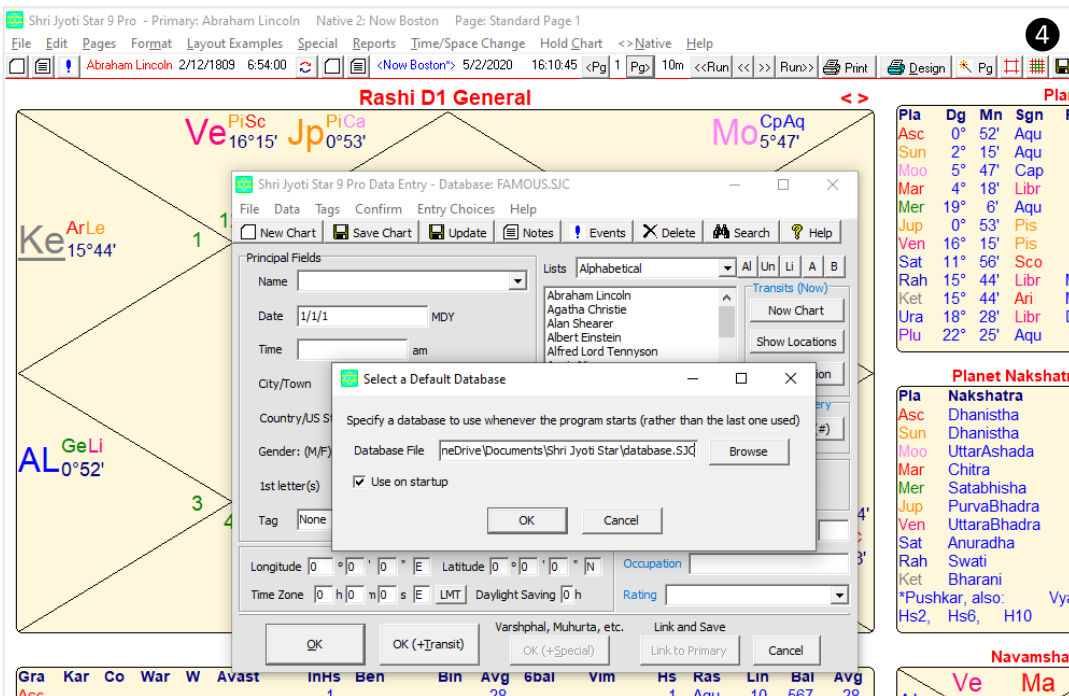 Shri Jyoti Star 9 Pro - Primary: Abraham Lincoln Native 2: Now Boston Page: Standard Page 1
File Edit Pages Format Layout Examples Special Reports Time/Space Change Hold Chart <>Native Help
4
Abraham Lincoln 2/12/1809 6:54:00 <Now Boston*> 5/2/2020 16:10:45 <Pg 1 Pg> 10m <<Run << >> Run>> Print Design Pg
Rashi D1 General < >
Ve PiSc 16°15' Jp PiCa 0°53' Mo CpAq 5°47'
Ke ArLe 15°44'
1
AL GeLi 0°52'
3
4
Shri Jyoti Star 9 Pro Data Entry - Database: FAMOUS.SJC
File Data Tags Confirm Entry Choices Help
New Chart Save Chart Update Notes Events Delete Search Help
Principal Fields
Name
Date 1/1/1 MDY
Time am
City/Town
Country/US St
Gender: (M/F)
1st letter(s)
Tag None
Lists Alphabetical Al Un Li A B
Abraham Lincoln
Agatha Christie
Alan Shearer
Albert Einstein
Alfred Lord Tennyson
Transits (Now)
Now Chart
Show Locations
ion
ery
(#)
Select a Default Database
Specify a database to use whenever the program starts (rather than the last one used)
Database File neDrive\Documents\Shri Jyoti Star\database.SJC Browse
Use on startup
OK Cancel
Longitude 0 ° 0 ' 0 " E Latitude 0 ° 0 ' 0 " N Occupation
Time Zone 0 h 0 m 0 s E LMT Daylight Saving 0 h Rating
Varshphal, Muhurta, etc. Link and Save
OK OK (+Transit) OK (+Special) Link to Primary Cancel
Pla Dg Mn Sgn
Asc 0° 52' Aqu
Sun 2° 15' Aqu
Moo 5° 47' Cap
Mar 4° 18' Libr
Mer 19° 6' Aqu
Jup 0° 53' Pis
Ven 16° 15' Pis
Sat 11° 56' Sco
Rah 15° 44' Libr
Ket 15° 44' Ari
Ura 18° 28' Libr
Plu 22° 25' Aqu
Planet Nakshatr
Pla Nakshatra
Asc Dhanistha
Sun Dhanistha
Moo UttarAshada
Mar Chitra
Mer Satabhisha
Jup PurvaBhadra
Ven UttaraBhadra
Sat Anuradha
Rah Swati
Ket Bharani
*Pushkar, also: Vya
Hs2, Hs6, H10
Navamsha
Ve Ma
Gra Kar Co War W Avast InHs Ben Bin Avg 6bal Vim Hs Ras Lin Bal Avg
Asc 1 28 1 Aqu 10 567 28